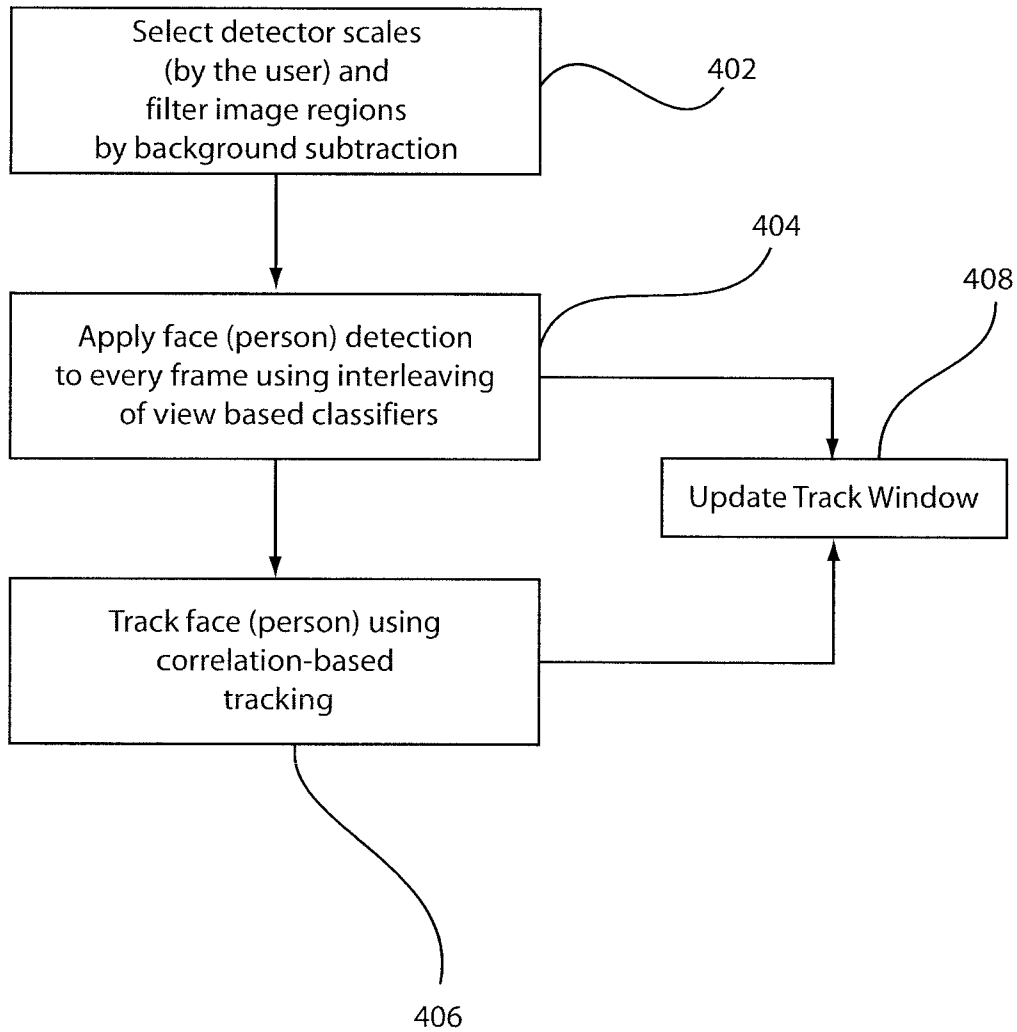 Select detector scales
(by the user) and
filter image regions
by background subtraction
402
404
408
Apply face (person) detection
to every frame using interleaving
of view based classifiers
Update Track Window
Track face (person) using
correlation-based
tracking
406